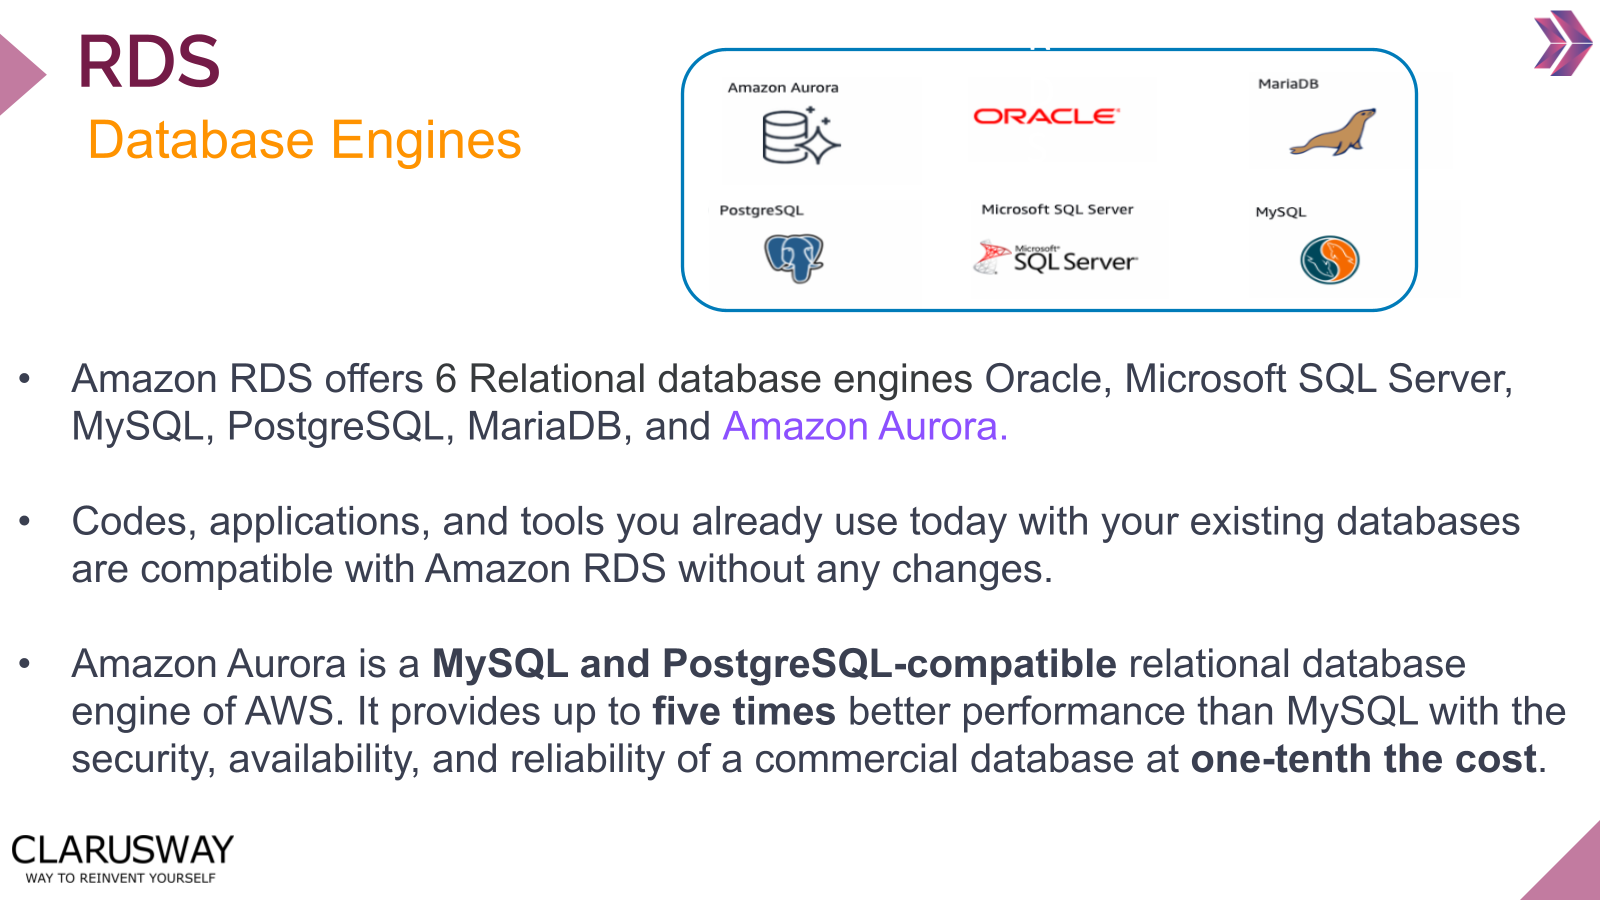 RDS
Database Engines
Amazon Aurora
ORACLE
MariaDB
PostgreSQL
Microsoft SQL Server
MySQL
Microsoft
SQL Server
• Amazon RDS offers 6 Relational database engines Oracle, Microsoft SQL Server,
MySQL, PostgreSQL, MariaDB, and Amazon Aurora.
• Codes, applications, and tools you already use today with your existing databases
are compatible with Amazon RDS without any changes.
• Amazon Aurora is a MySQL and PostgreSQL-compatible relational database
engine of AWS. It provides up to five times better performance than MySQL with the
security, availability, and reliability of a commercial database at one-tenth the cost.
CLARUSWAY
WAY TO REINVENT YOURSELF